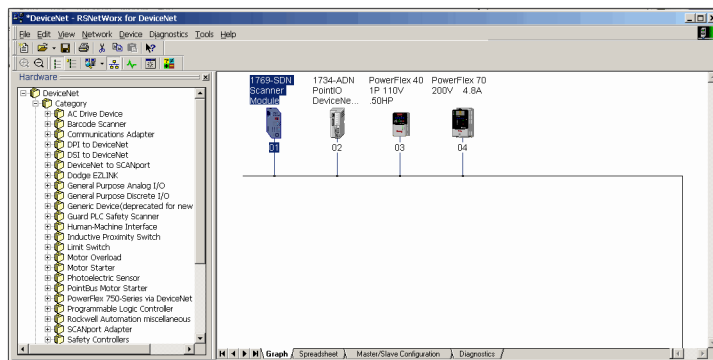 *DeviceNet - RSNetWorx for DeviceNet
File Edit View Network Device Diagnostics Tools Help
Hardware
DeviceNet
Category
AC Drive Device
Barcode Scanner
Communications Adapter
DPI to DeviceNet
DSI to DeviceNet
DeviceNet to SCANport
Dodge EZLINK
General Purpose Analog I/O
General Purpose Discrete I/O
Generic Device(deprecated for new
Guard PLC Safety Scanner
Human-Machine Interface
Inductive Proximity Switch
Limit Switch
Motor Overload
Motor Starter
Photoelectric Sensor
PointBus Motor Starter
PowerFlex 750-Series via DeviceNet
Programmable Logic Controller
Rockwell Automation miscellaneous
SCANport Adapter
Safety Controllers
1769-SDN
Scanner
Module
01
1734-ADN
PointIO
DeviceNe...
02
PowerFlex 40
1P 110V
.50HP
03
PowerFlex 70
200V 4.8A
04
Graph Spreadsheet Master/Slave Configuration Diagnostics